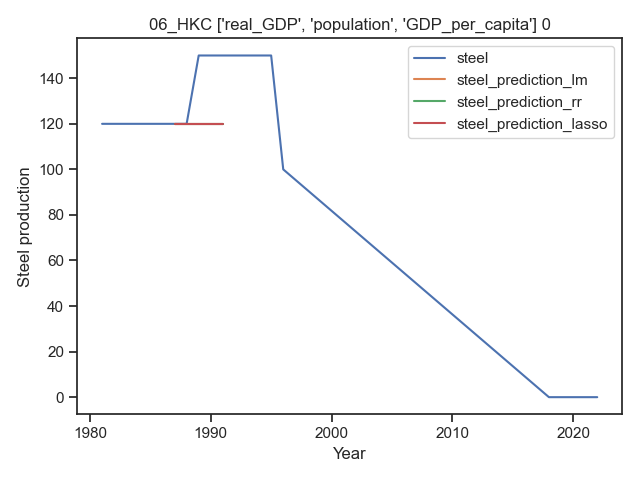 06_HKC ['real_GDP', 'population', 'GDP_per_capita'] 0
steel
steel_prediction_lm
steel_prediction_rr
steel_prediction_lasso
Steel production
140
120
100
80
60
40
20
0
1980 1990 2000 2010 2020
Year